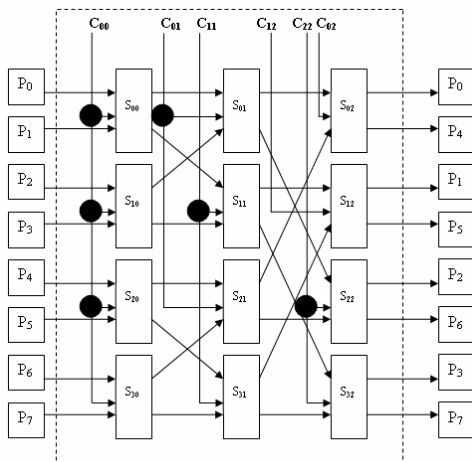 C₀₀ C₀₁ C₁₁ C₁₂ C₂₂ C₀₂
P₀ S₀₀ S₀₁ S₀₂ P₀
P₁ P₄
P₂ S₁₀ S₁₁ S₁₂ P₁
P₃ P₅
P₄ S₂₀ S₂₁ S₂₂ P₂
P₅ P₆
P₆ S₃₀ S₃₁ S₃₂ P₃
P₇ P₇